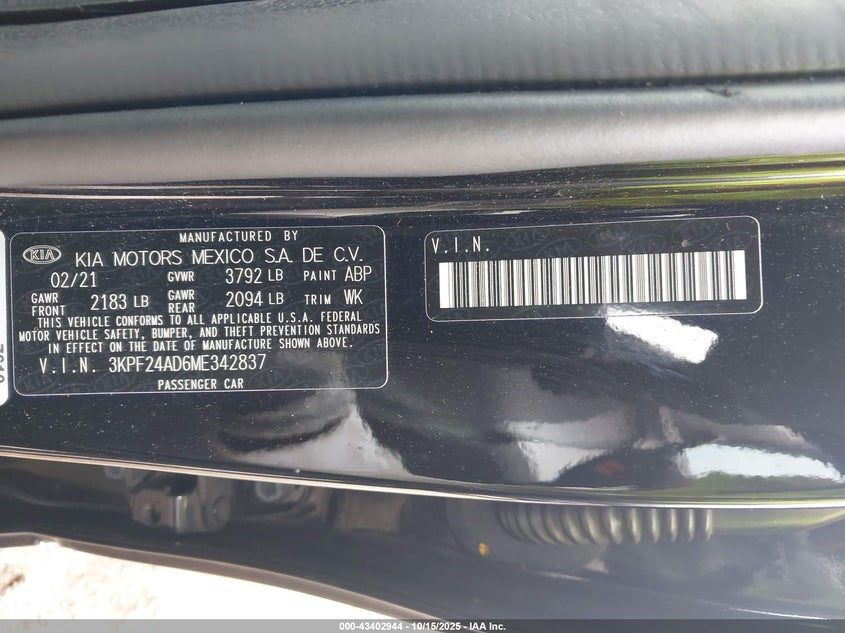 MANUFACTURED BY
KIA KIA MOTORS MEXICO S.A. DE C.V.
02/21 GVWR 3792 LB PAINT ABP
GAWR FRONT 2183 LB GAWR REAR 2094 LB TRIM WK
THIS VEHICLE CONFORMS TO ALL APPLICABLE U.S.A. FEDERAL
MOTOR VEHICLE SAFETY, BUMPER, AND THEFT PREVENTION STANDARDS
IN EFFECT ON THE DATE OF MANUFACTURE SHOWN ABOVE.
V.I.N. 3KPF24AD6ME342837
PASSENGER CAR
V.I.N.
000-43402944 - 10/15/2025 - IAA Inc.